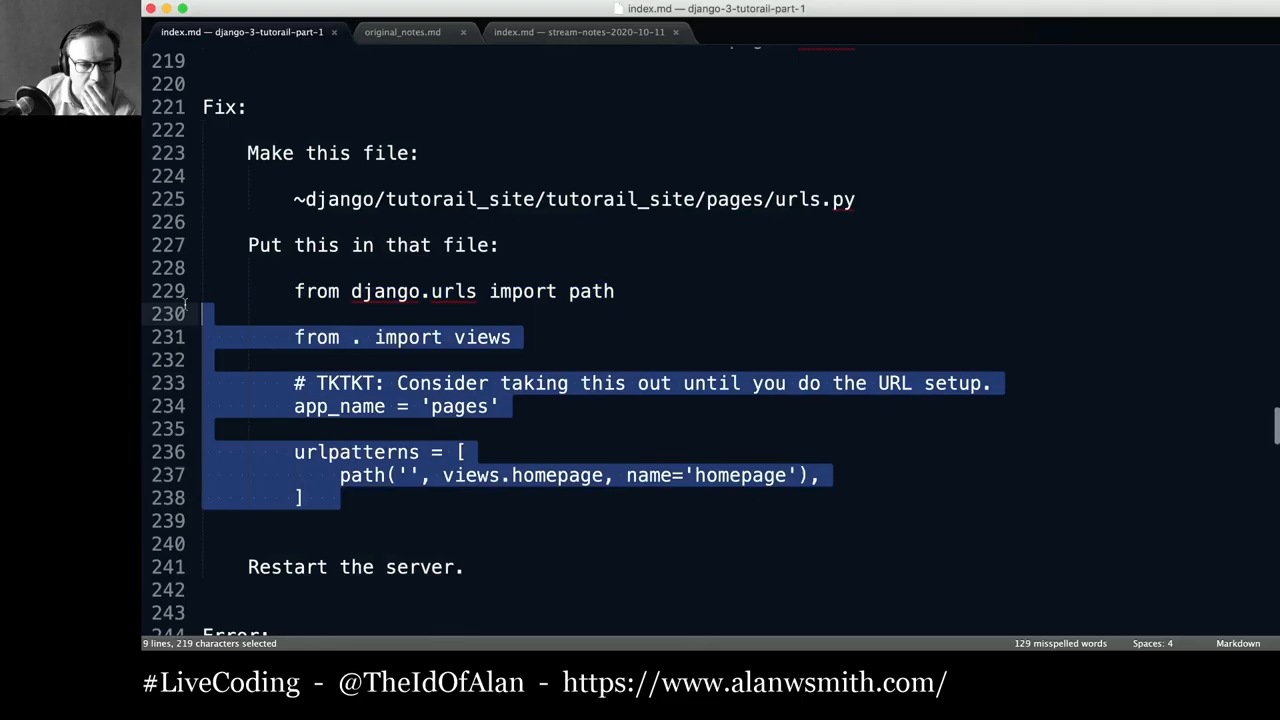 index.md — django-3-tutorail-part-1
index.md — django-3-tutorail-part-1 × original_notes.md × index.md — stream-notes-2020-10-11 ×
219
220
221 Fix:
222
223 Make this file:
224
225 ~django/tutorail_site/tutorail_site/pages/urls.py
226
227 Put this in that file:
228
229 from django.urls import path
230
231 from . import views
232
233 # TKTKT: Consider taking this out until you do the URL setup.
234 app_name = 'pages'
235
236 urlpatterns = [
237 path('', views.homepage, name='homepage'),
238 ]
239
240
241 Restart the server.
242
243
244 Error:
9 lines, 219 characters selected 129 misspelled words Spaces: 4 Markdown
#LiveCoding - @TheIdOfAlan - https://www.alanwsmith.com/